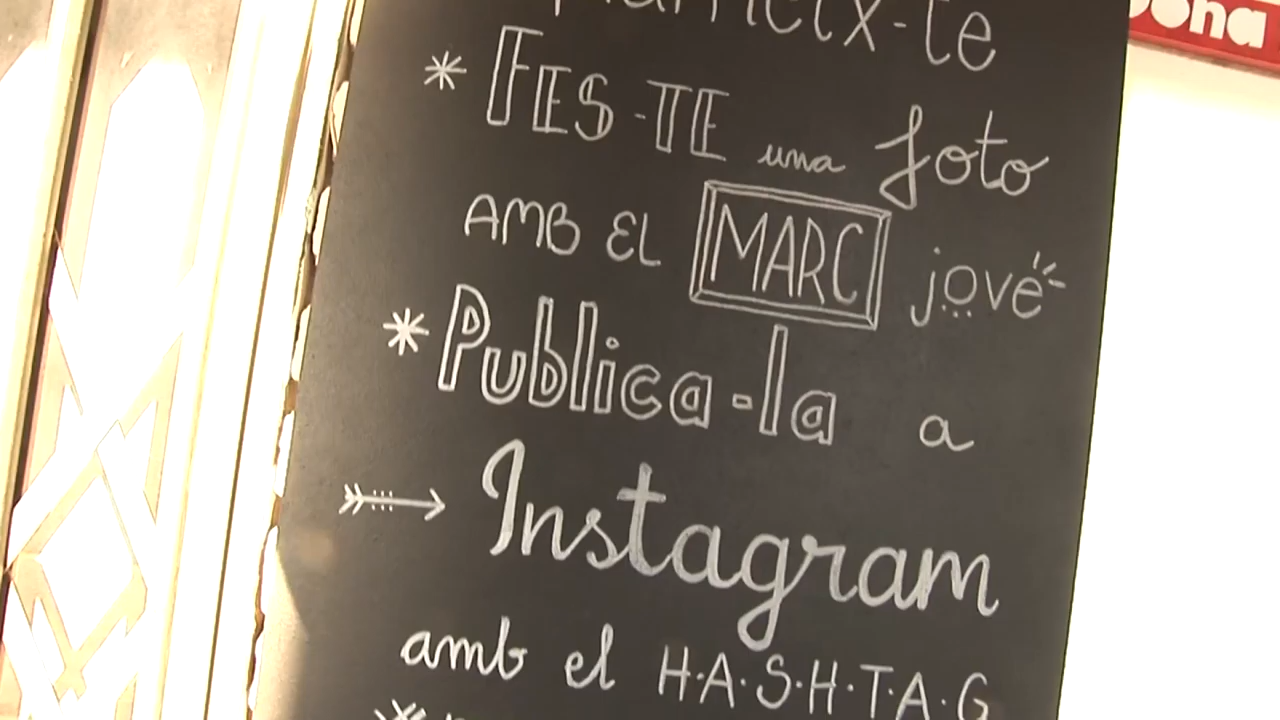 * FES-TE una foto
AMB EL MARC jove
* Publica-la a
Instagram
amb el H·A·S·H·T·A·G